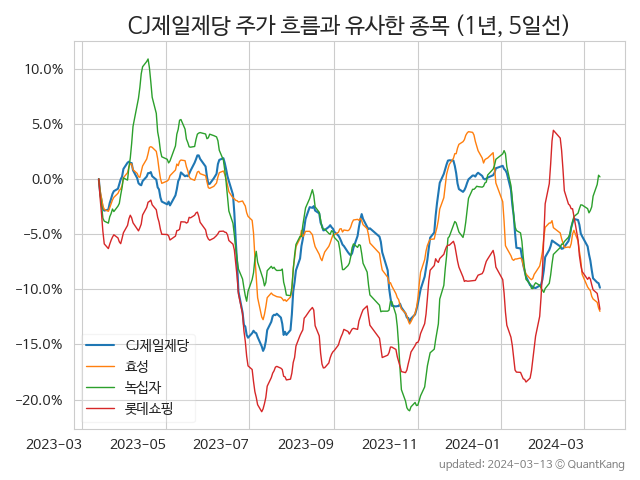 CJ제일제당 주가 흐름과 유사한 종목 (1년, 5일선)
10.0%
5.0%
0.0%
−5.0%
−10.0%
−15.0%
−20.0%
CJ제일제당
효성
녹십자
롯데쇼핑
2023-03 2023-05 2023-07 2023-09 2023-11 2024-01 2024-03
updated: 2024-03-13 ⓒ QuantKang